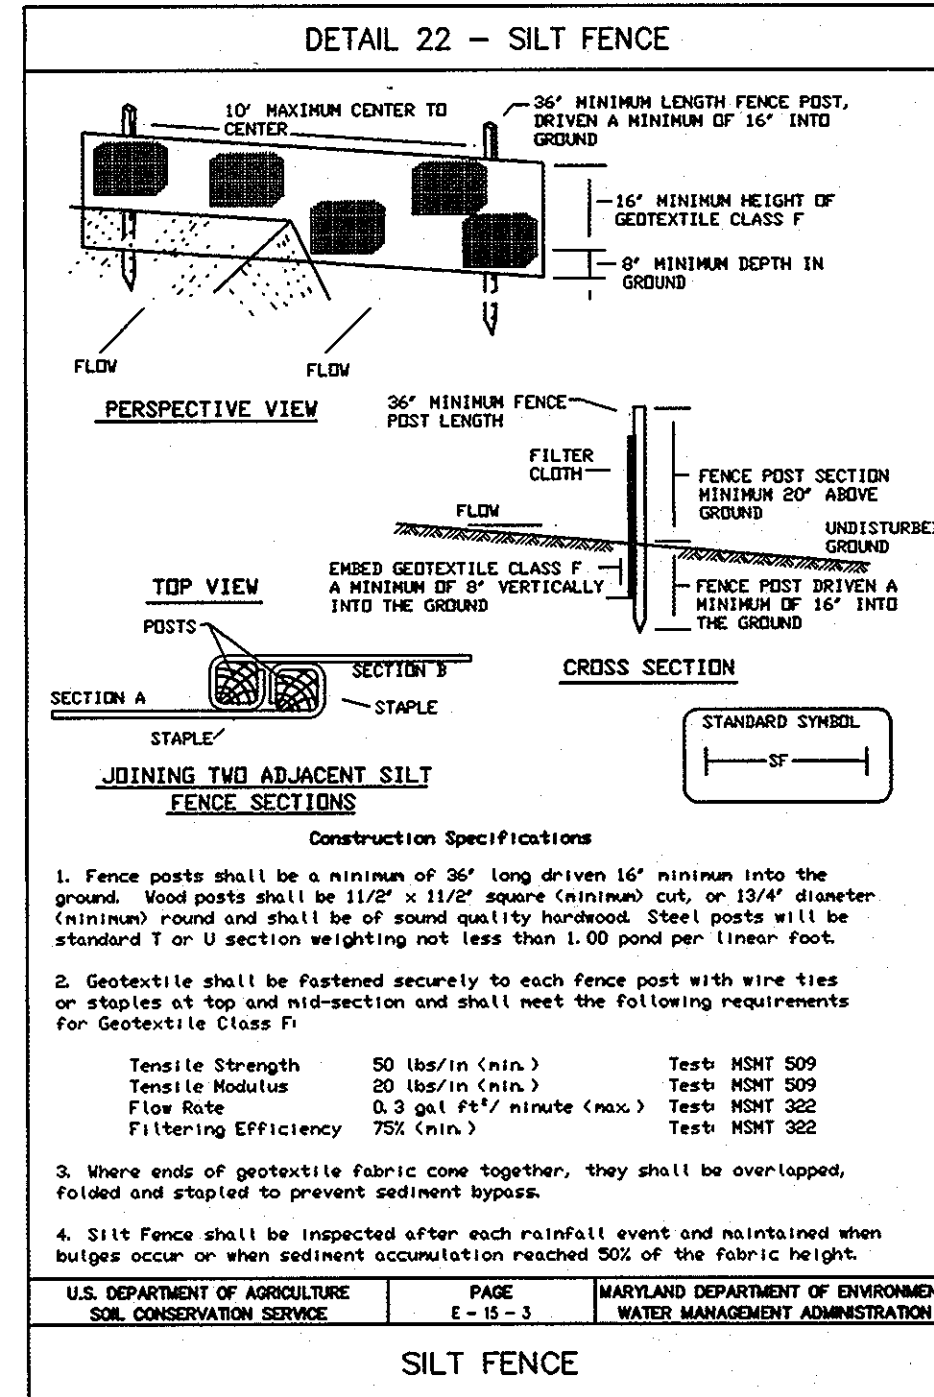 DETAIL 22 – SILT FENCE
10" MAXIMUM CENTER TO
CENTER
36" MINIMUM LENGTH FENCE POST,
DRIVEN A MINIMUM OF 16" INTO
GROUND
16" MINIMUM HEIGHT OF
GEOTEXTILE CLASS F
8" MINIMUM DEPTH IN
GROUND
FLOW
FLOW
PERSPECTIVE VIEW
36" MINIMUM FENCE
POST LENGTH
FILTER
CLOTH
FENCE POST SECTION
MINIMUM 20" ABOVE
GROUND
FLOW
UNDISTURBE
GROUND
EMBED GEOTEXTILE CLASS F
A MINIMUM OF 8" VERTICALLY
INTO THE GROUND
FENCE POST DRIVEN A
MINIMUM OF 16" INTO
THE GROUND
CROSS SECTION
TOP VIEW
POSTS
SECTION B
SECTION A
STAPLE
STAPLE
JOINING TWO ADJACENT SILT
FENCE SECTIONS
STANDARD SYMBOL
SF
Construction Specifications
1. Fence posts shall be a minimum of 36" long driven 16" minimum into the
ground. Wood posts shall be 11/2" x 11/2" square (minimum) cut, or 13/4" diameter
(minimum) round and shall be of sound quality hardwood. Steel posts will be
standard T or U section weighting not less than 1.00 pond per linear foot.
2. Geotextile shall be fastened securely to each fence post with wire ties
or staples at top and mid-section and shall meet the following requirements
for Geotextile Class F:
Tensile Strength 50 lbs/in (min.) Test: MSMT 509
Tensile Modulus 20 lbs/in (min.) Test: MSMT 509
Flow Rate 0.3 gal ft²/ minute (max.) Test: MSMT 322
Filtering Efficiency 75% (min.) Test: MSMT 322
3. Where ends of geotextile fabric come together, they shall be overlapped,
folded and stapled to prevent sediment bypass.
4. Silt Fence shall be inspected after each rainfall event and maintained when
bulges occur or when sediment accumulation reached 50% of the fabric height.
U.S. DEPARTMENT OF AGRICULTURE
SOIL CONSERVATION SERVICE
PAGE
E - 15 - 3
MARYLAND DEPARTMENT OF ENVIRONME
WATER MANAGEMENT ADMINISTRATION
SILT FENCE